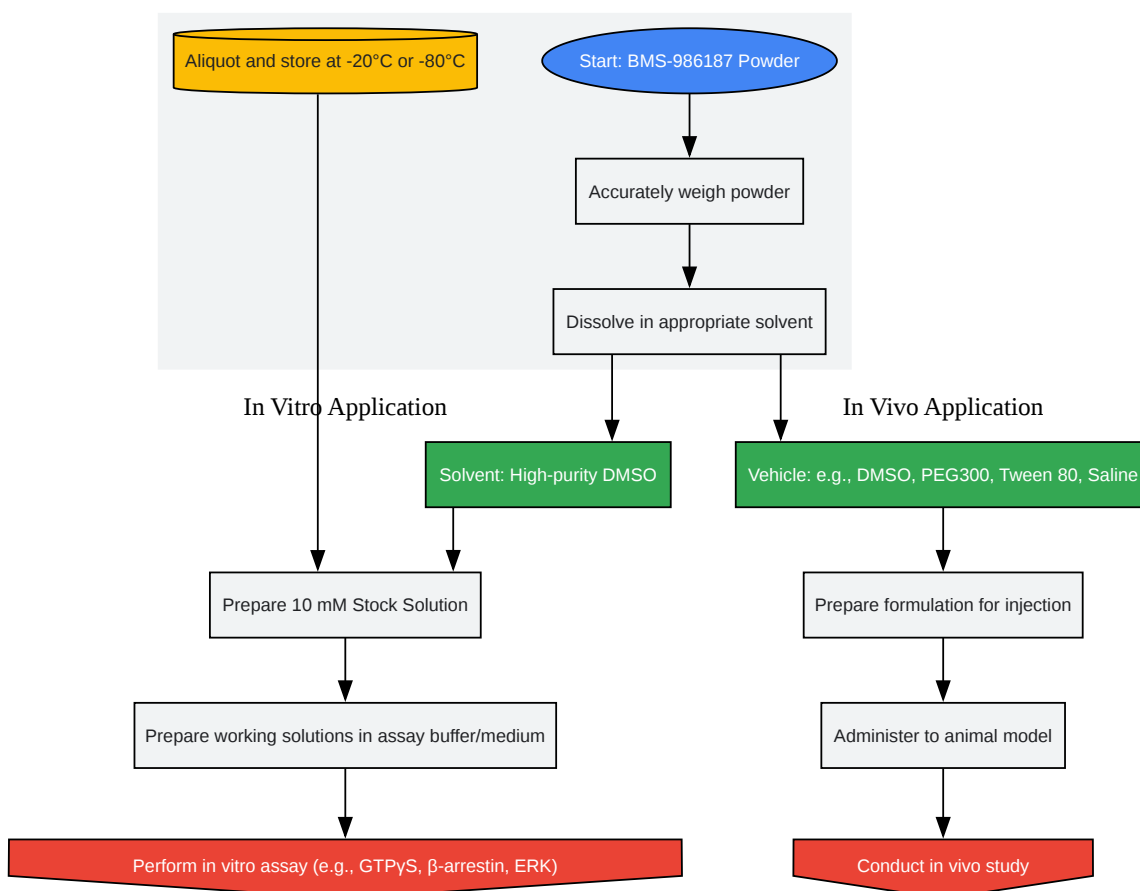 Aliquot and store at -20°C or -80°C
Start: BMS-986187 Powder
Accurately weigh powder
Dissolve in appropriate solvent
In Vitro Application
In Vivo Application
Solvent: High-purity DMSO
Vehicle: e.g., DMSO, PEG300, Tween 80, Saline
Prepare 10 mM Stock Solution
Prepare formulation for injection
Prepare working solutions in assay buffer/medium
Administer to animal model
Perform in vitro assay (e.g., GTPγS, β-arrestin, ERK)
Conduct in vivo study